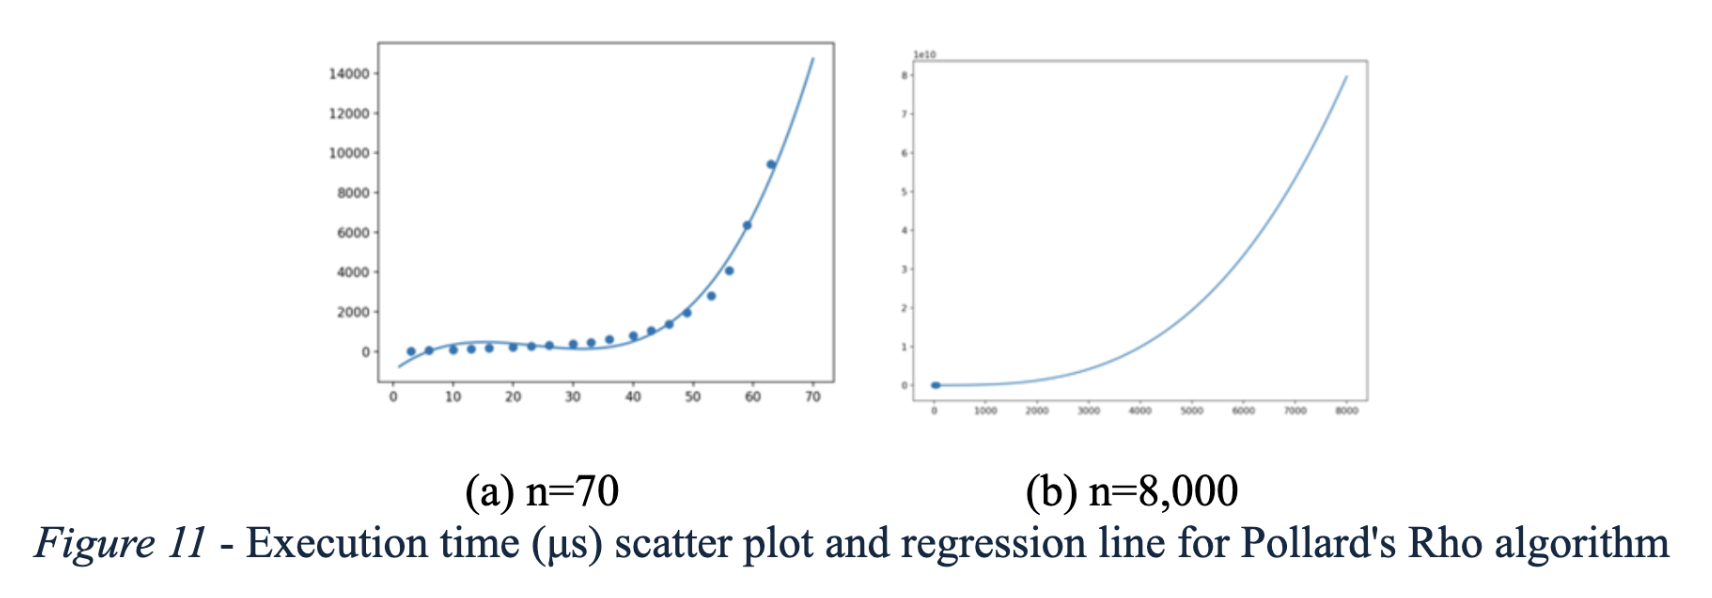 14000
12000
10000
8000
6000
4000
2000
0
0 10 20 30 40 50 60 70
1e10
8
7
6
5
4
3
2
1
0
0 1000 2000 3000 4000 5000 6000 7000 8000
(a) n=70
(b) n=8,000
Figure 11 - Execution time (μs) scatter plot and regression line for Pollard's Rho algorithm